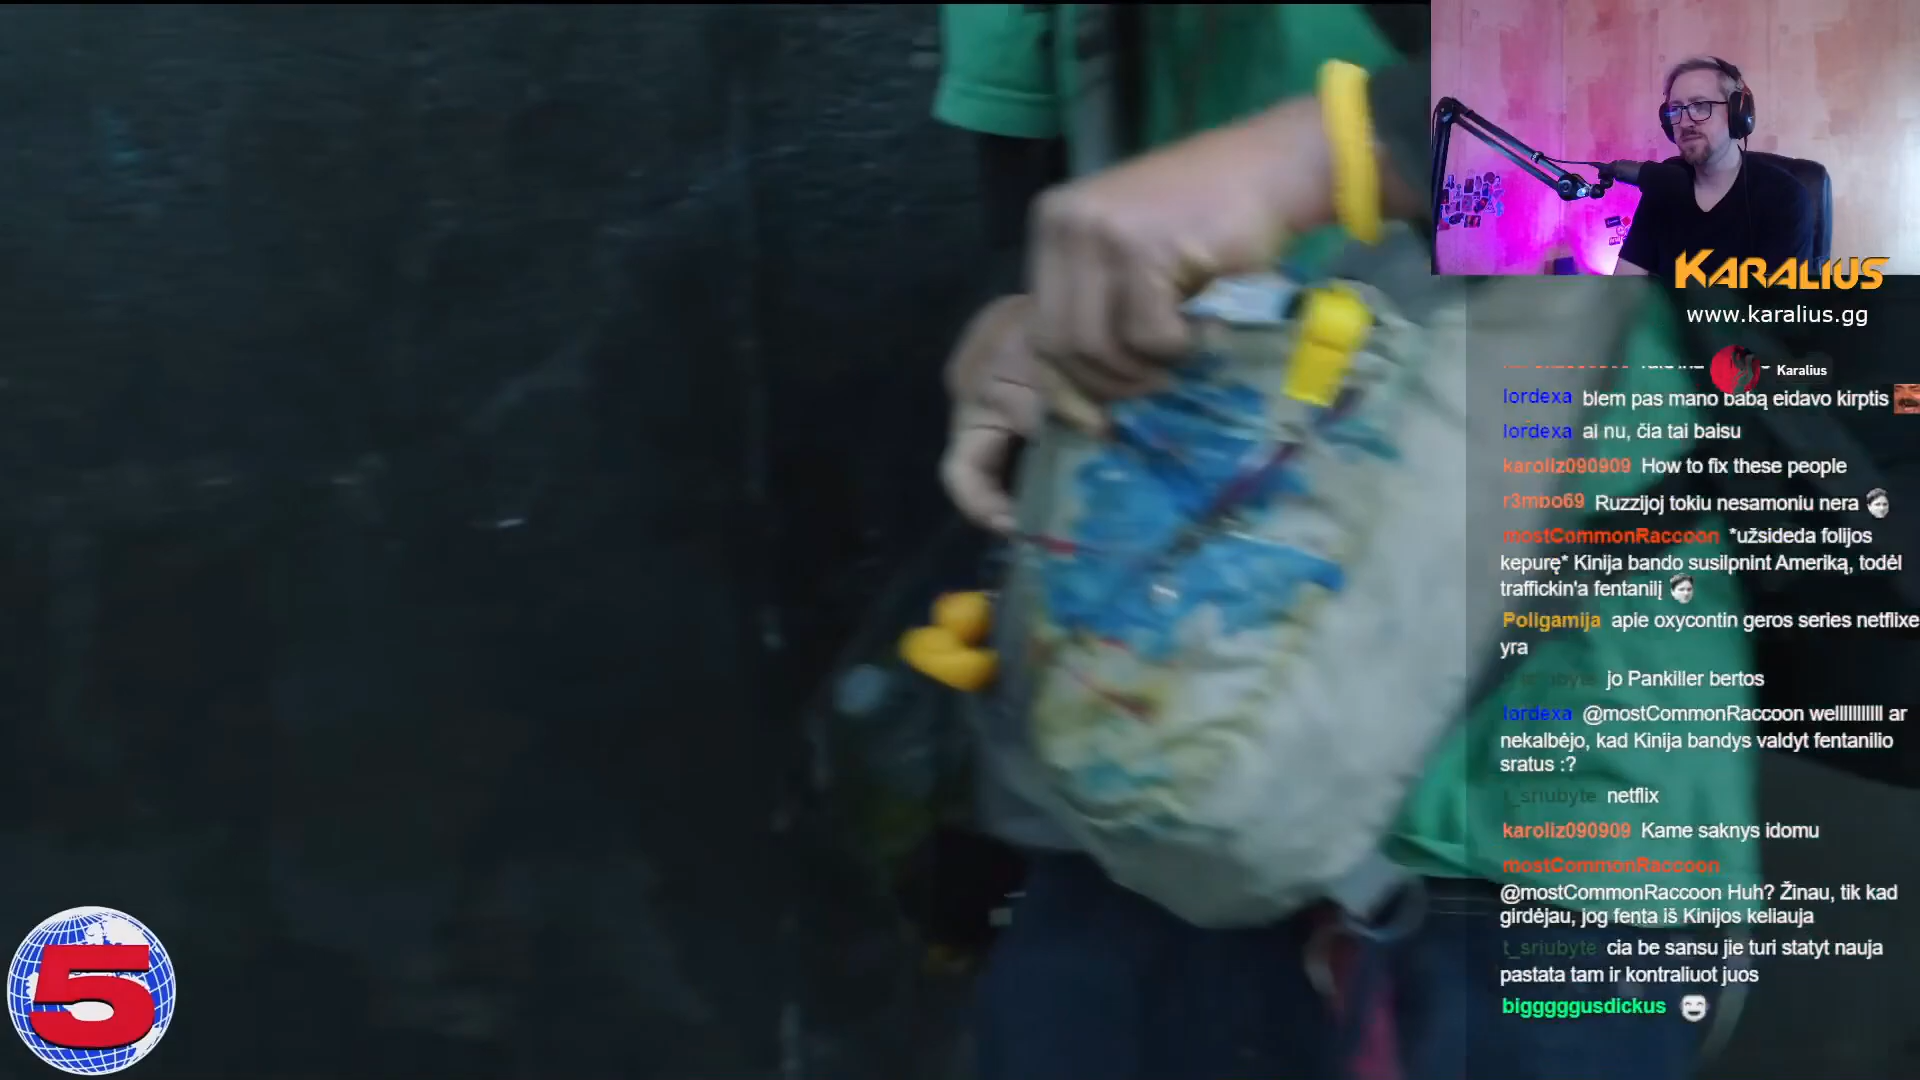 KARALIUS
www.karalius.gg
Karalius
lordexa blem pas mano babą eidavo kirptis
lordexa ai nu, čia tai baisu
karoliz090909 How to fix these people
r3mbo69 Ruzzijoj tokiu nesamoniu nera
mostCommonRaccoon *užsideda folijos
kepurę* Kinija bando susilpnint Ameriką, todėl
traffickin'a fentanilį
Poligamija apie oxycontin geros series netflixe
yra
jo Pankiller bertos
lordexa @mostCommonRaccoon wellllllllllll ar
nekalbėjo, kad Kinija bandys valdyt fentanilio
sratus :?
t_sriubyte netflix
karoliz090909 Kame saknys idomu
mostCommonRaccoon
@mostCommonRaccoon Huh? Žinau, tik kad
girdėjau, jog fenta iš Kinijos keliauja
t_sriubyte cia be sansu jie turi statyt nauja
pastata tam ir kontraliuot juos
bigggggusdickus
5